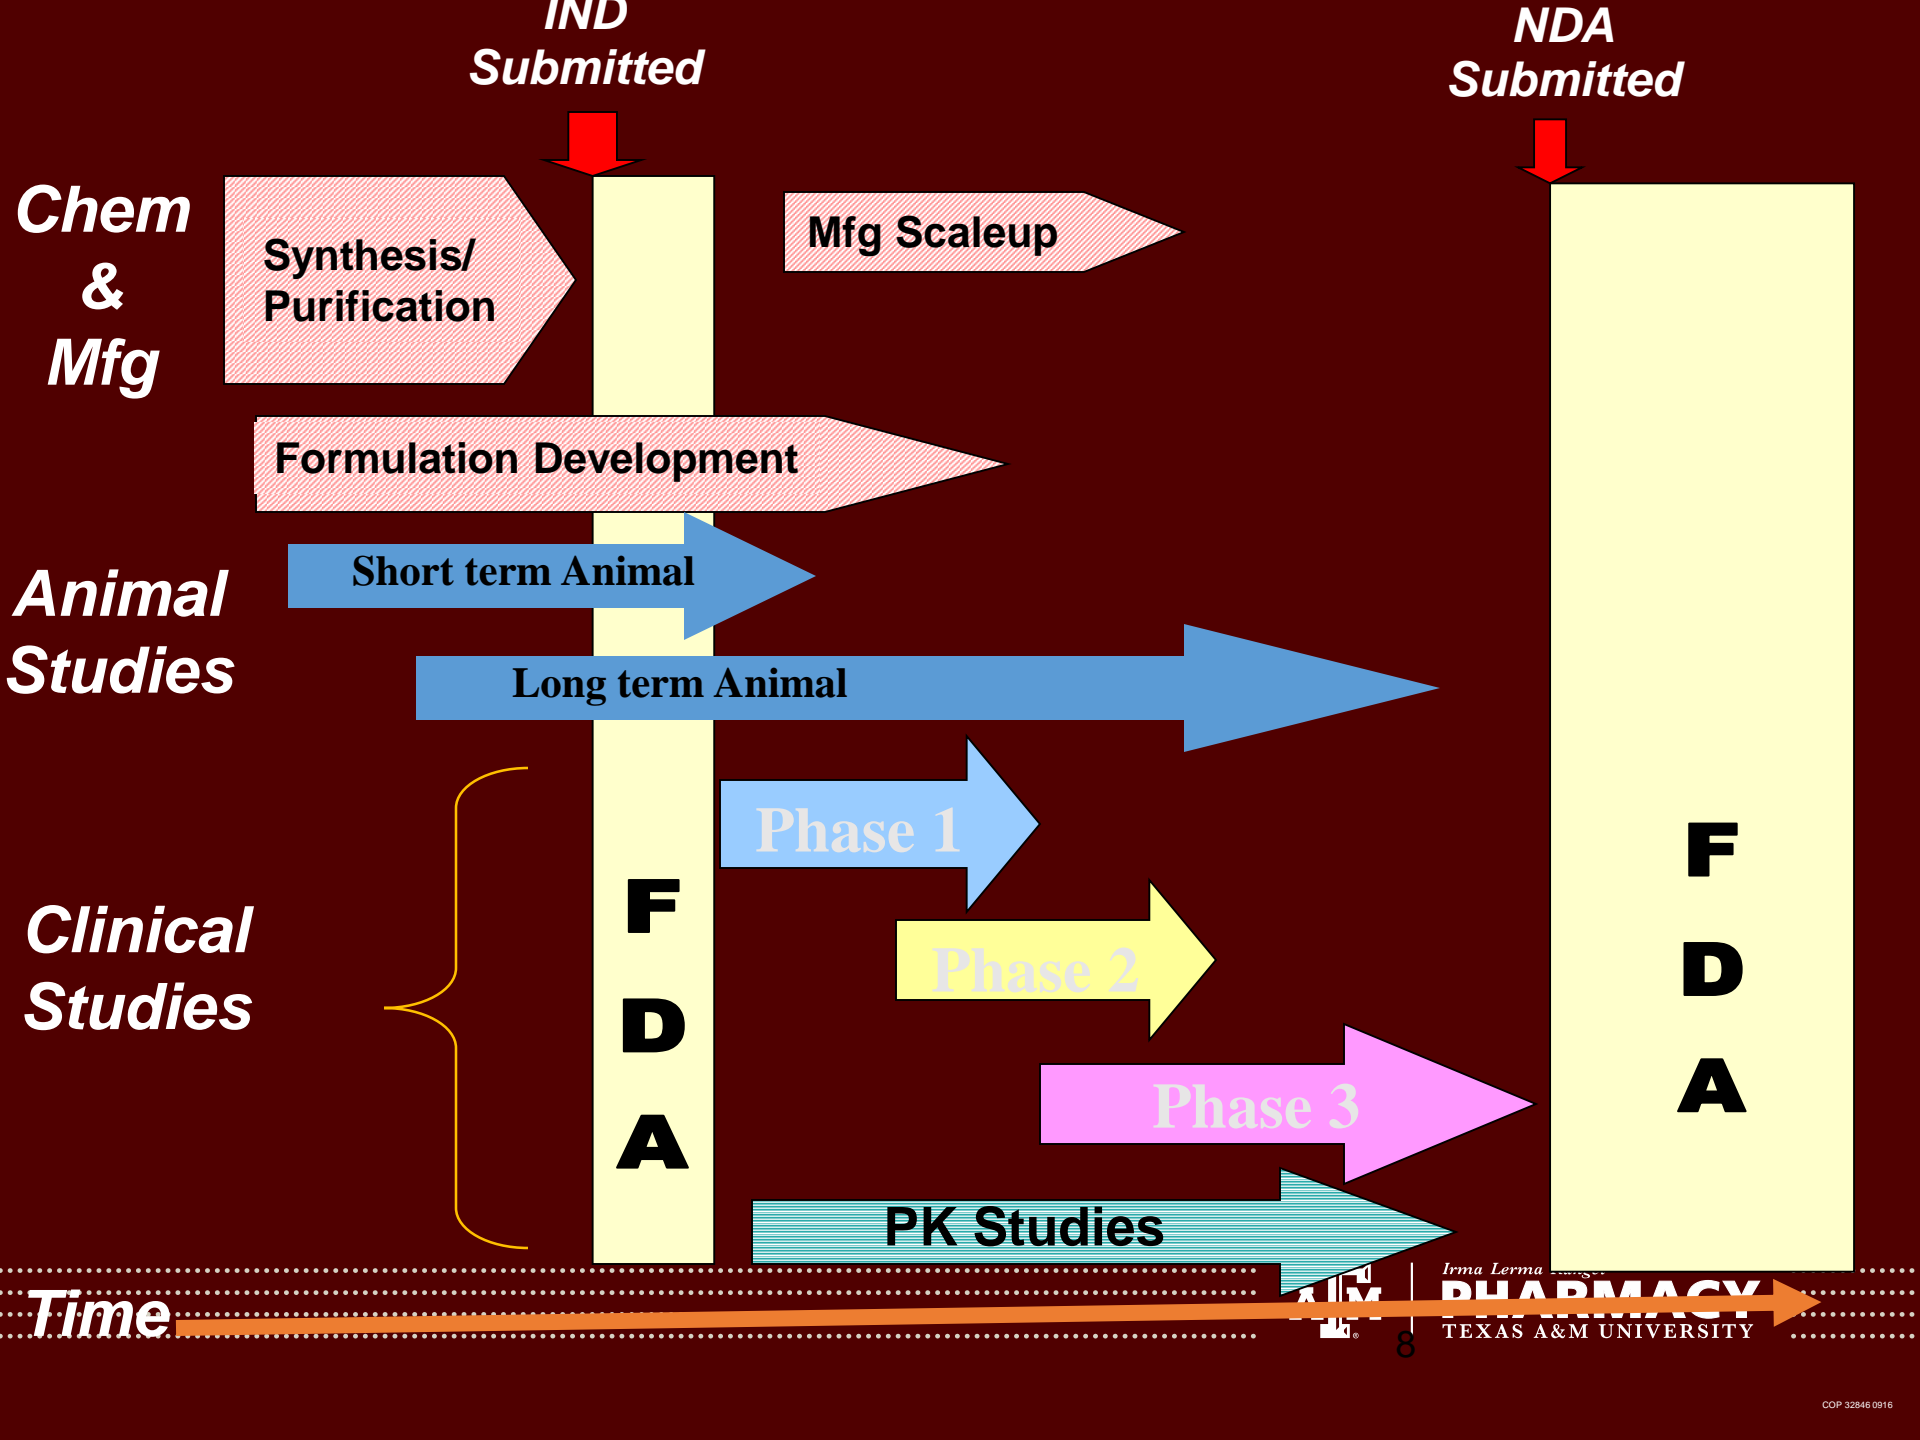 IND
Submitted
NDA
Submitted
Chem
&
Mfg
Synthesis/
Purification
Mfg Scaleup
Formulation Development
Animal
Studies
Short term Animal
Long term Animal
Clinical
Studies
Phase 1
Phase 2
Phase 3
PK Studies
F
D
A
F
D
A
Time
A T M
Irma Lerma Rangel
PHARMACY
TEXAS A&M UNIVERSITY
8
COP 32846 0916